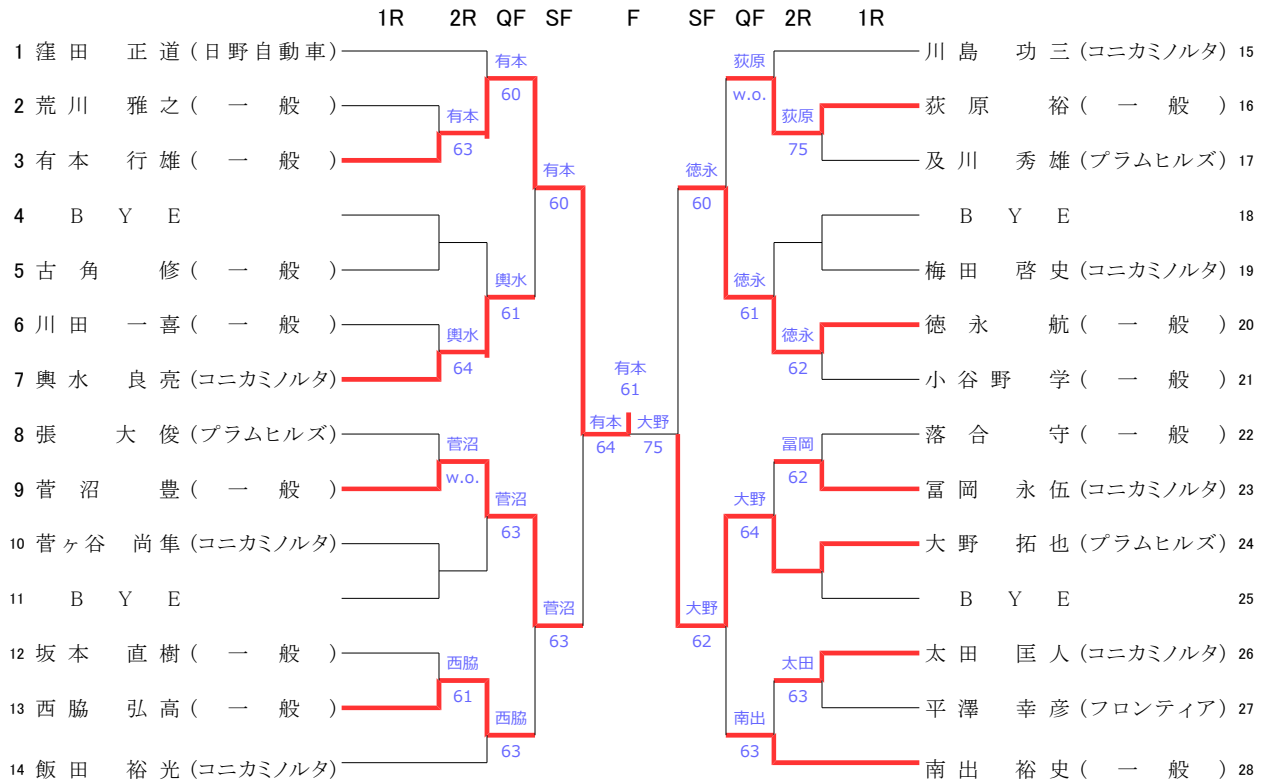 1R 2R QF SF F SF QF 2R 1R
1 窪田 正道 (日野自動車) 有本 荻原 川島 功三 (コニカミノルタ) 15
60 w.o.
2 荒川 雅之 (一般) 有本 荻原 荻原 裕 (一般) 16
63 75
3 有本 行雄 (一般) 有本 徳永 及川 秀雄 (プラムヒルズ) 17
60 60
4 BYE BYE 18
5 古角 修 (一般) 輿水 徳永 梅田 啓史 (コニカミノルタ) 19
61 61
6 川田 一喜 (一般) 輿水 徳永 徳永 航 (一般) 20
64 62
7 輿水 良亮 (コニカミノルタ) 有本 小谷野 学 (一般) 21
61
8 張 大俊 (プラムヒルズ) 菅沼 有本 大野 冨岡 落合 守 (一般) 22
w.o. 64 75 62
9 菅沼 豊 (一般) 菅沼 大野 冨岡 永伍 (コニカミノルタ) 23
63 64
10 菅ヶ谷 尚隼 (コニカミノルタ) 大野 拓也 (プラムヒルズ) 24
11 BYE 菅沼 大野 BYE 25
63 62
12 坂本 直樹 (一般) 西脇 太田 太田 匡人 (コニカミノルタ) 26
61 63
13 西脇 弘高 (一般) 西脇 南出 平澤 幸彦 (フロンティア) 27
63 63
14 飯田 裕光 (コニカミノルタ) 南出 裕史 (一般) 28